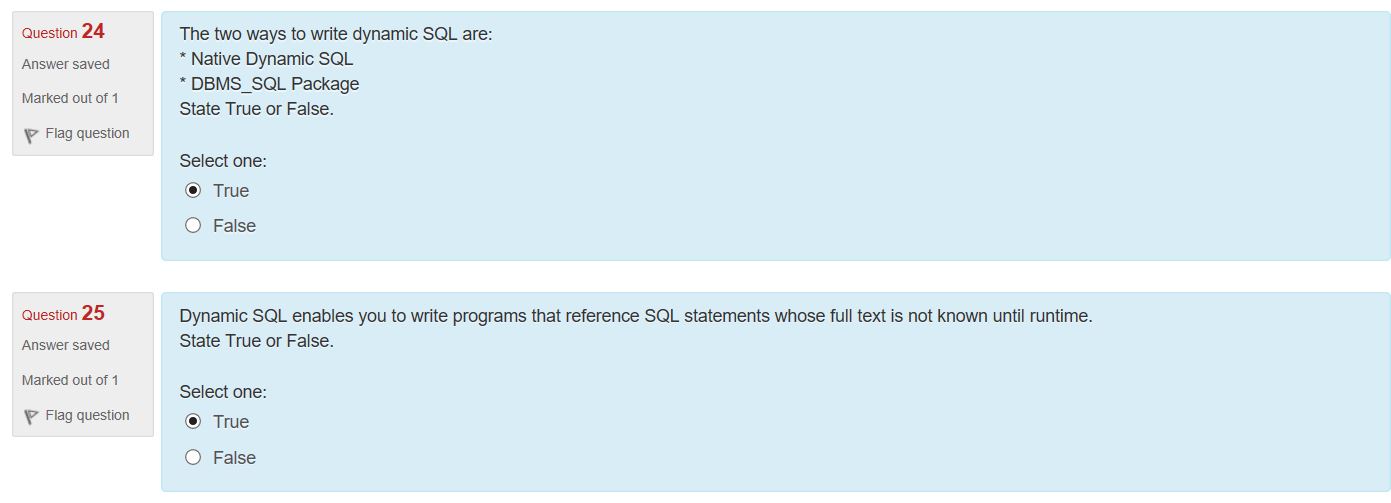 Question 24
Answer saved
Marked out of 1
Flag question
The two ways to write dynamic SQL are:
* Native Dynamic SQL
* DBMS_SQL Package
State True or False.
Select one:
True
False
Question 25
Answer saved
Marked out of 1
Flag question
Dynamic SQL enables you to write programs that reference SQL statements whose full text is not known until runtime.
State True or False.
Select one:
True
False